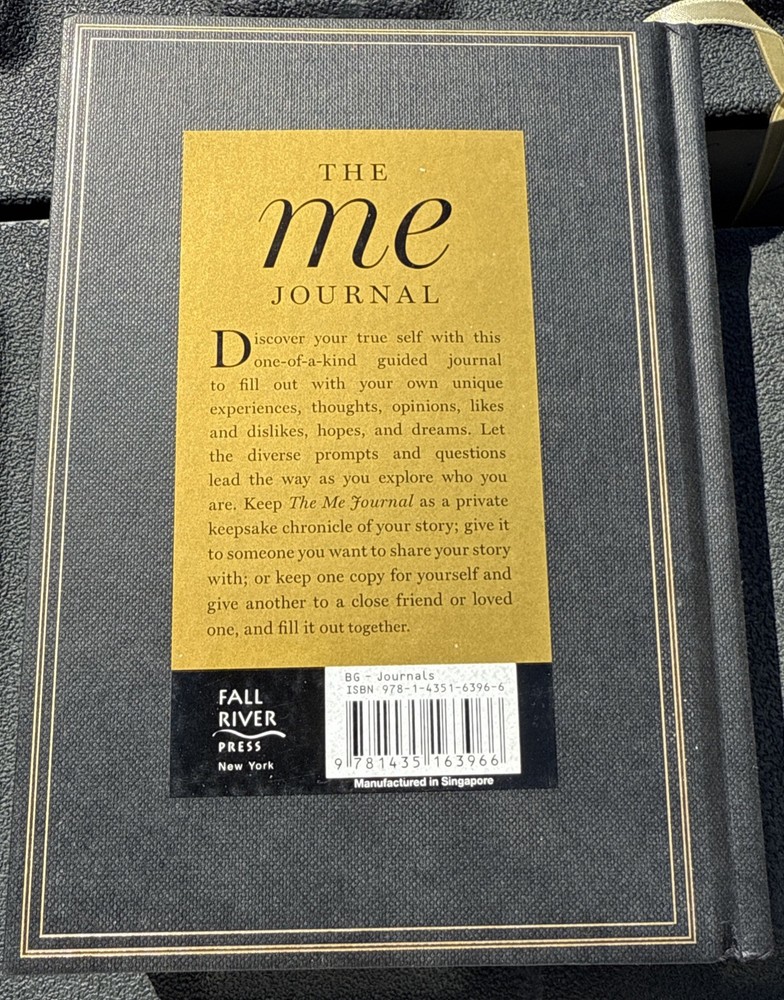 THE
me
JOURNAL
Discover your true self with this
one-of-a-kind guided journal
to fill out with your own unique
experiences, thoughts, opinions, likes
and dislikes, hopes, and dreams. Let
the diverse prompts and questions
lead the way as you explore who you
are. Keep The Me Journal as a private
keepsake chronicle of your story; give it
to someone you want to share your story
with; or keep one copy for yourself and
give another to a close friend or loved
one, and fill it out together.
FALL
RIVER
PRESS
New York
BG - Journals
ISBN 978-1-4351-6396-6
9 781435 163966
Manufactured in Singapore